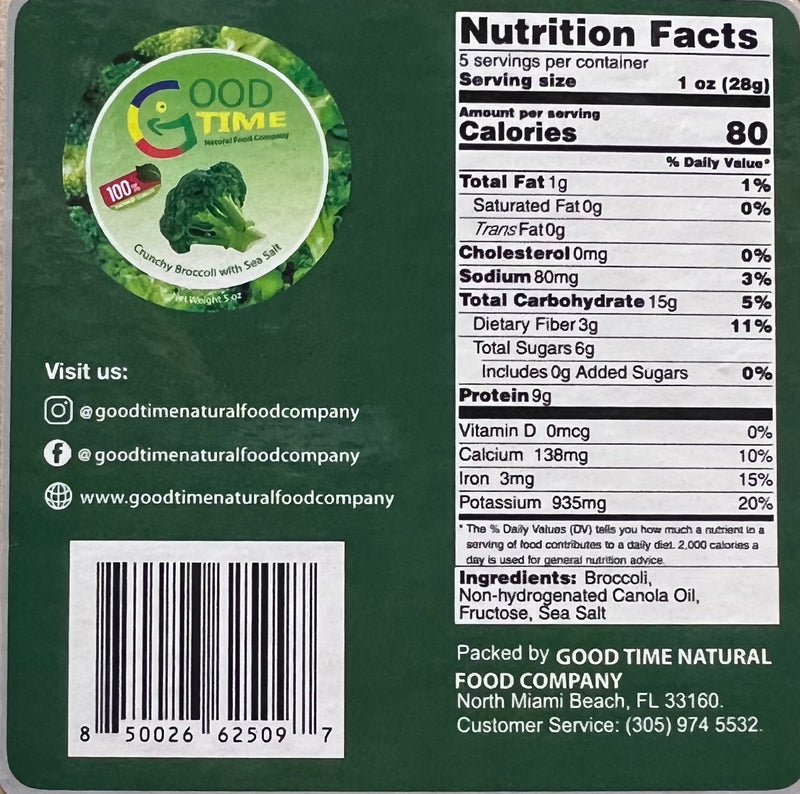 GOOD
TIME
Natural Food Company
100%
Crunchy Broccoli with Sea Salt
Net Weight 5 oz
Visit us:
@goodtimenaturalfoodcompany
@goodtimenaturalfoodcompany
www.goodtimenaturalfoodcompany
8 50026 62509 7
Nutrition Facts
5 servings per container
Serving size 1 oz (28g)
Amount per serving
Calories 80
% Daily Value*
Total Fat 1g 1%
Saturated Fat 0g 0%
Trans Fat 0g
Cholesterol 0mg 0%
Sodium 80mg 3%
Total Carbohydrate 15g 5%
Dietary Fiber 3g 11%
Total Sugars 6g
Includes 0g Added Sugars 0%
Protein 9g
Vitamin D 0mcg 0%
Calcium 138mg 10%
Iron 3mg 15%
Potassium 935mg 20%
* The % Daily Values (DV) tells you how much a nutrient in a
serving of food contributes to a daily diet. 2,000 calories a
day is used for general nutrition advice.
Ingredients: Broccoli,
Non-hydrogenated Canola Oil,
Fructose, Sea Salt
Packed by GOOD TIME NATURAL
FOOD COMPANY
North Miami Beach, FL 33160.
Customer Service: (305) 974 5532.